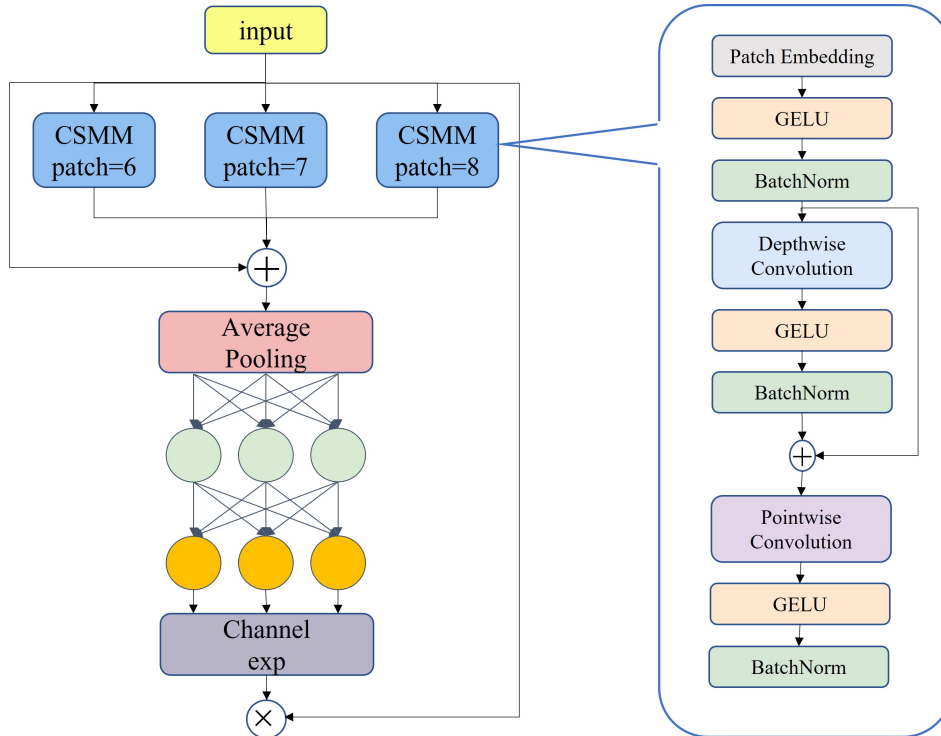 input
CSMM
patch=6
CSMM
patch=7
CSMM
patch=8
+
Average
Pooling
Channel
exp
×
Patch Embedding
GELU
BatchNorm
Depthwise
Convolution
GELU
BatchNorm
+
Pointwise
Convolution
GELU
BatchNorm